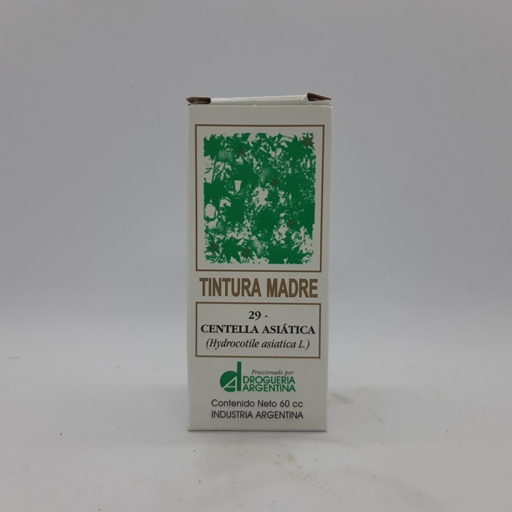 TINTURA MADRE
29 -
CENTELLA ASIÁTICA
(Hydrocotile asiatica L.)
Fraccionado por
DROGUERIA
ARGENTINA
Contenido Neto 60 cc
INDUSTRIA ARGENTINA